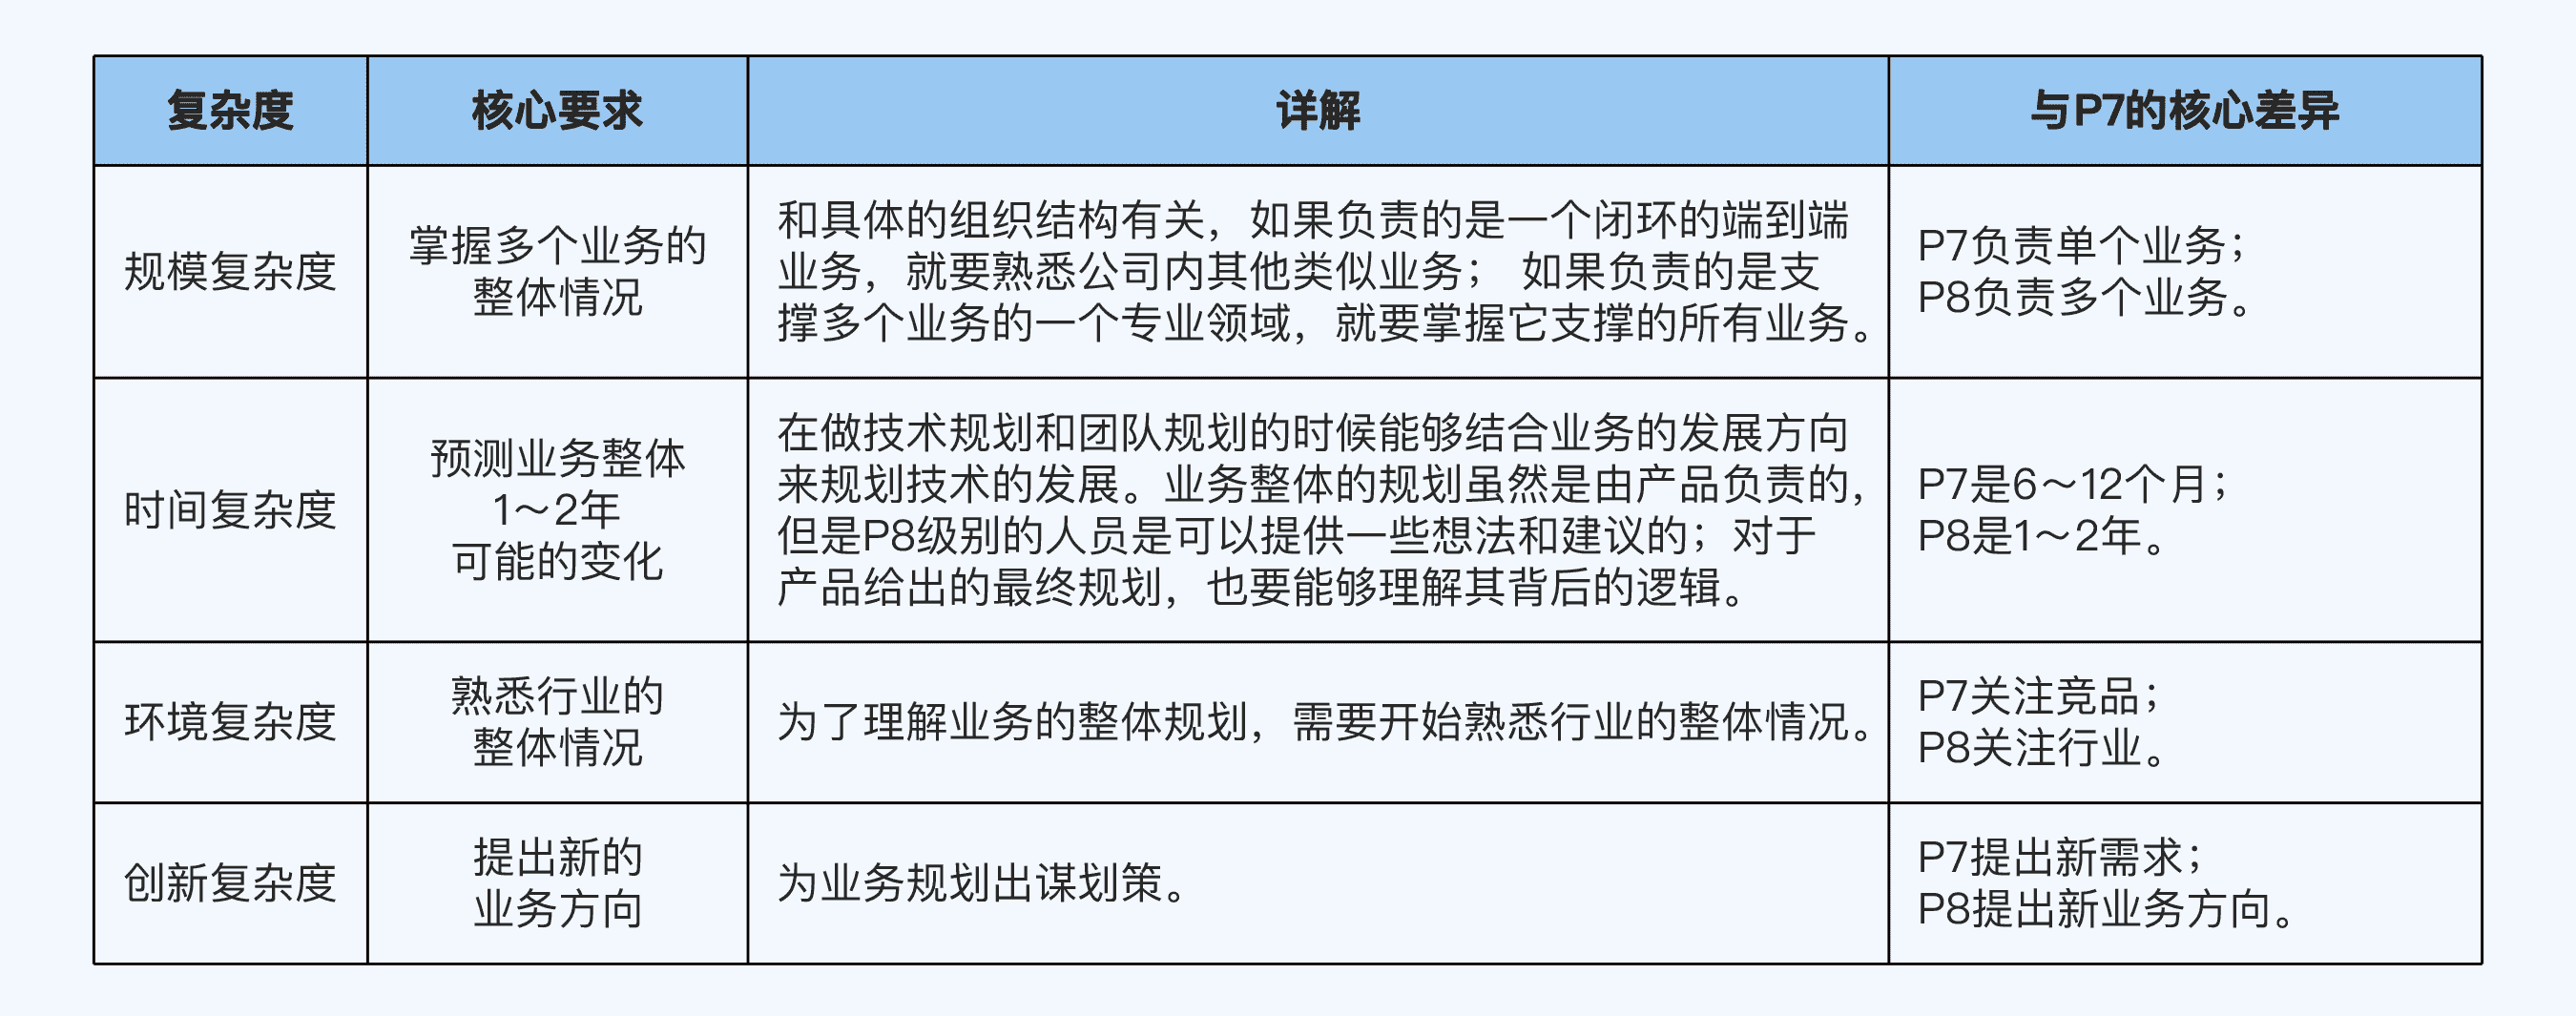 复杂度
核心要求
详解
与P7的核心差异
规模复杂度
掌握多个业务的
整体情况
和具体的组织结构有关，如果负责的是一个闭环的端到端
业务，就要熟悉公司内其他类似业务； 如果负责的是支
撑多个业务的一个专业领域，就要掌握它支撑的所有业务。
P7负责单个业务；
P8负责多个业务。
时间复杂度
预测业务整体
1～2年
可能的变化
在做技术规划和团队规划的时候能够结合业务的发展方向
来规划技术的发展。业务整体的规划虽然是由产品负责的，
但是P8级别的人员是可以提供一些想法和建议的；对于
产品给出的最终规划，也要能够理解其背后的逻辑。
P7是6～12个月；
P8是1～2年。
环境复杂度
熟悉行业的
整体情况
为了理解业务的整体规划，需要开始熟悉行业的整体情况。
P7关注竞品；
P8关注行业。
创新复杂度
提出新的
业务方向
为业务规划出谋划策。
P7提出新需求；
P8提出新业务方向。